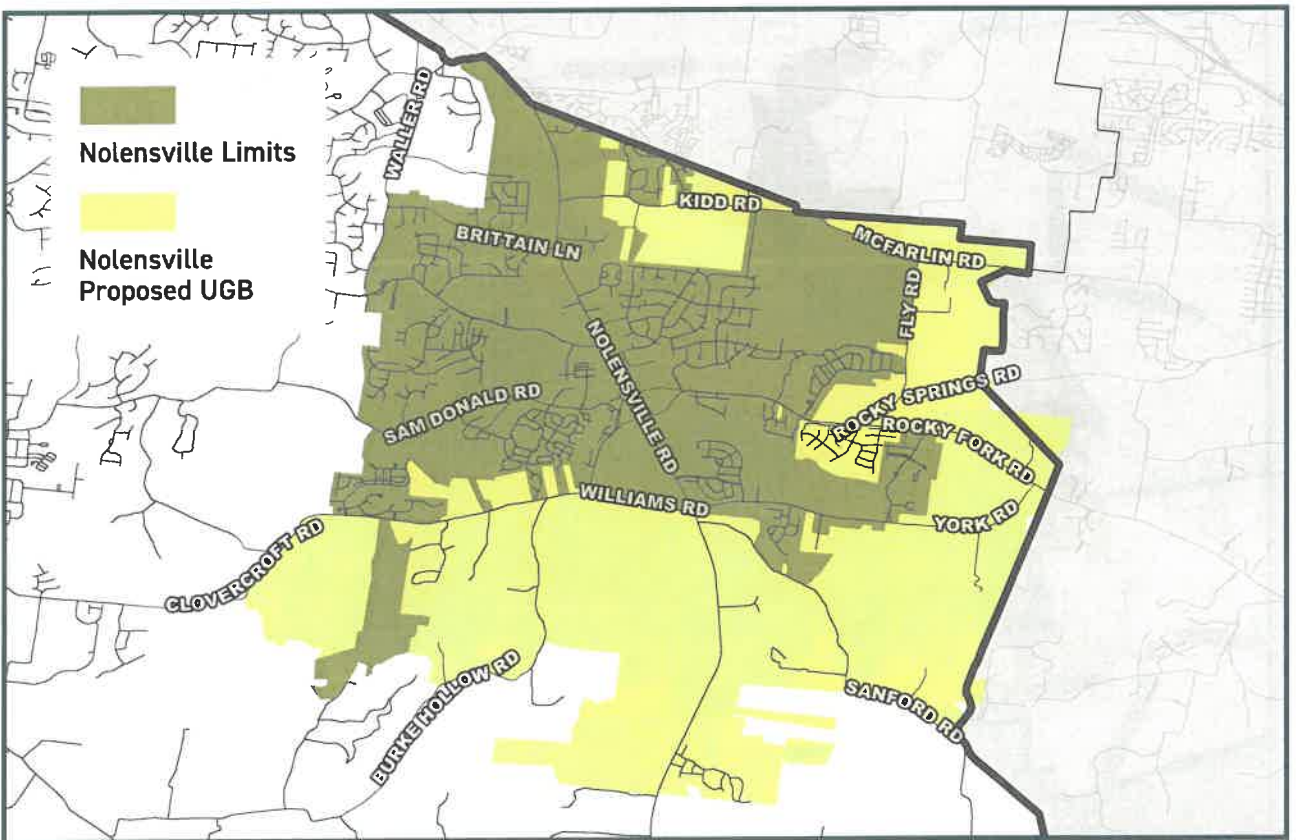 WALLER RD
Nolensville Limits
Nolensville
Proposed UGB
KIDD RD
BRITTAIN LN
MCFARLIN RD
FLY RD
NOLENSVILLE RD
SAM DONALD RD
ROCKY SPRINGS RD
ROCKY FORK RD
WILLIAMS RD
YORK RD
CLOVERCROFT RD
BURKE HOLLOW RD
SANFORD RD